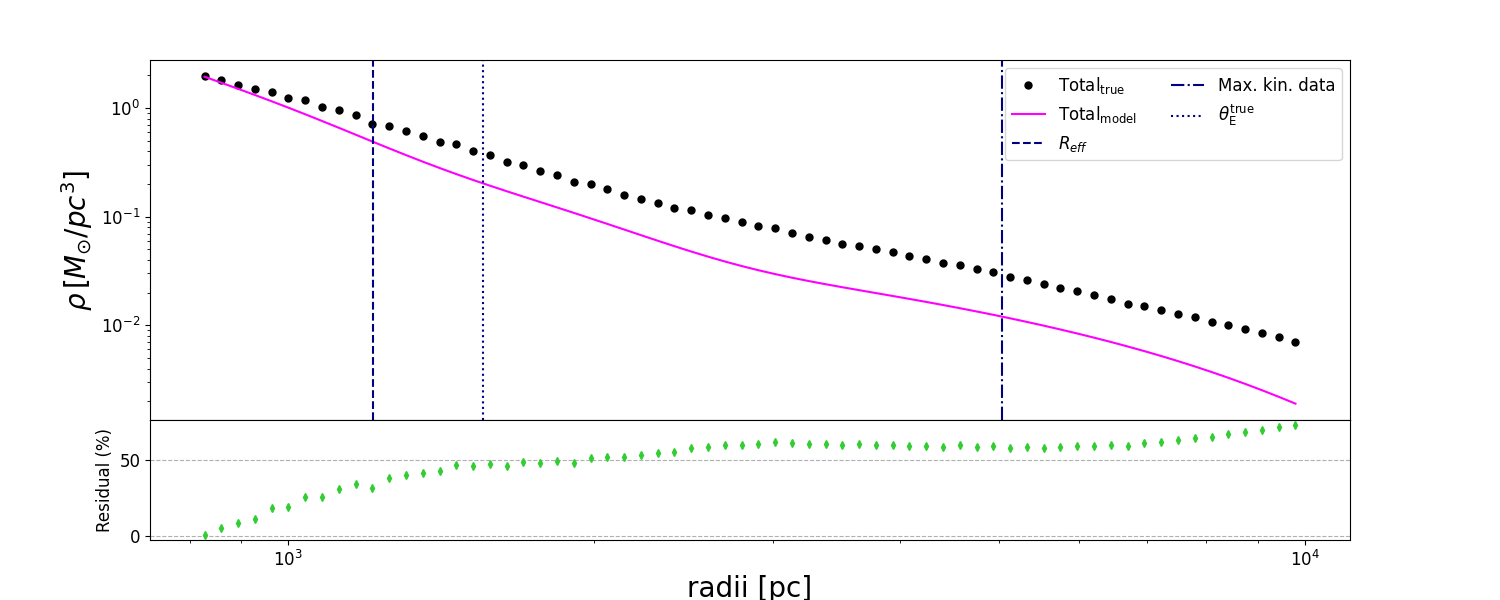 ρ [M⊙/pc³]
10⁰
10⁻¹
10⁻²
Total_true
Total_model
R_eff
Max. kin. data
θ_E^true
Residual (%)
50
0
10³
10⁴
radii [pc]